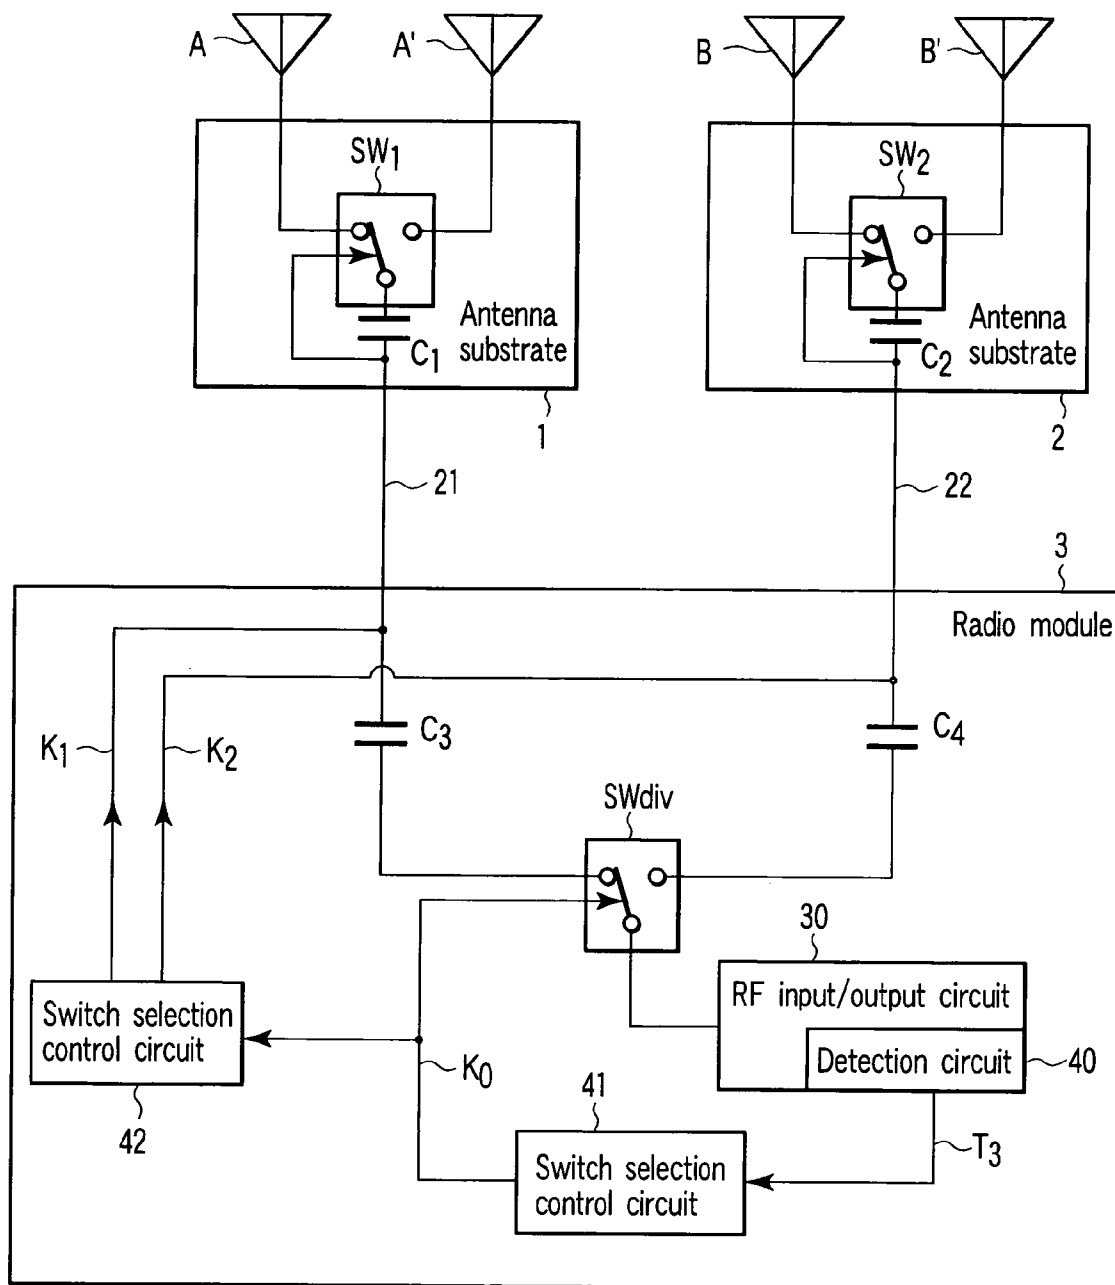 A
A'
B
B'
SW1
SW2
Antenna
substrate
C1
Antenna
substrate
C2
1
2
21
22
3
Radio module
K1
K2
C3
C4
SWdiv
30
RF input/output circuit
Switch selection
control circuit
Detection circuit
40
K0
41
42
T3
Switch selection
control circuit